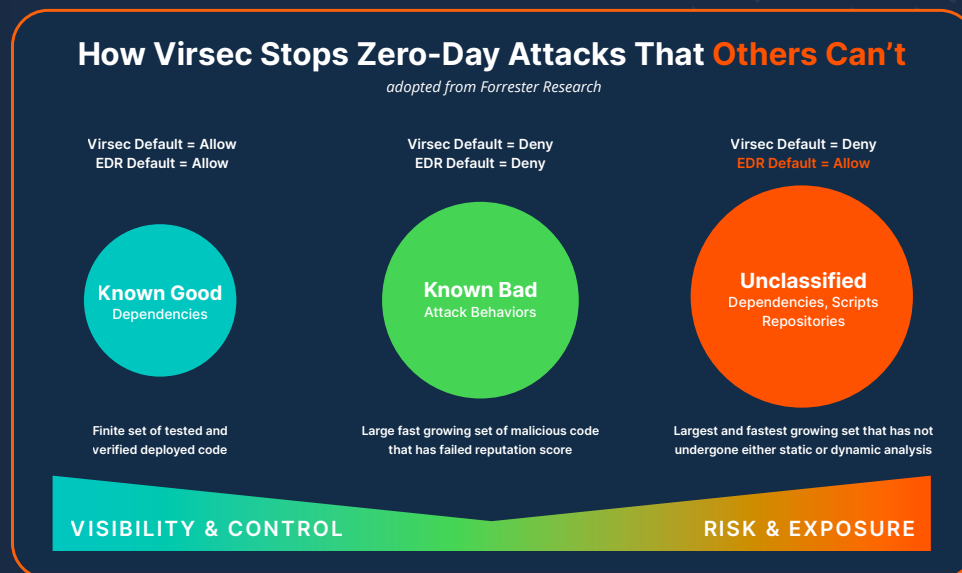 How Virsec Stops Zero-Day Attacks That Others Can't
adopted from Forrester Research
Virsec Default = Allow
EDR Default = Allow
Known Good
Dependencies
Finite set of tested and
verified deployed code
Virsec Default = Deny
EDR Default = Deny
Known Bad
Attack Behaviors
Large fast growing set of malicious code
that has failed reputation score
Virsec Default = Deny
EDR Default = Allow
Unclassified
Dependencies, Scripts
Repositories
Largest and fastest growing set that has not
undergone either static or dynamic analysis
VISIBILITY & CONTROL
RISK & EXPOSURE